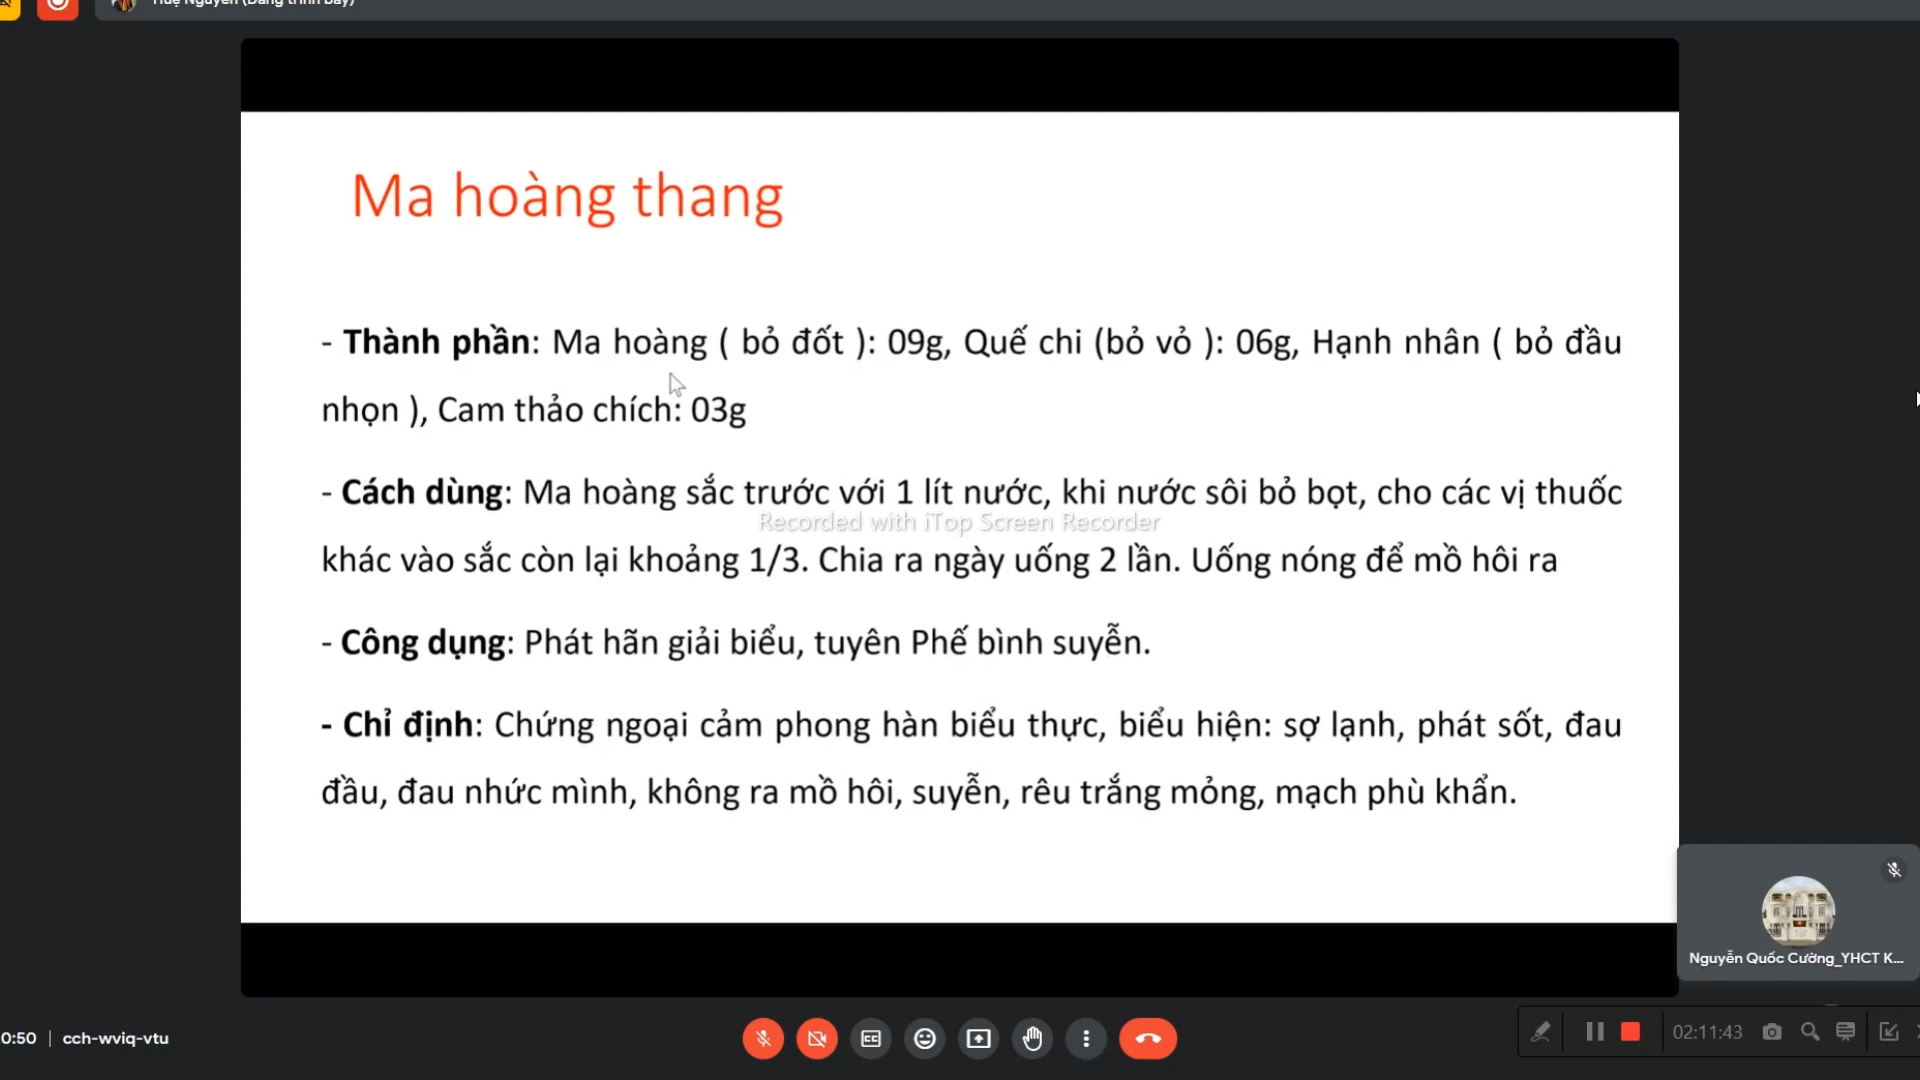 Huệ Nguyễn (Đang trình bày)
Ma hoàng thang
- Thành phần: Ma hoàng ( bỏ đốt ): 09g, Quế chi (bỏ vỏ ): 06g, Hạnh nhân ( bỏ đầu
nhọn ), Cam thảo chích: 03g
- Cách dùng: Ma hoàng sắc trước với 1 lít nước, khi nước sôi bỏ bọt, cho các vị thuốc
Recorded with iTop Screen Recorder
khác vào sắc còn lại khoảng 1/3. Chia ra ngày uống 2 lần. Uống nóng để mồ hôi ra
- Công dụng: Phát hãn giải biểu, tuyên Phế bình suyễn.
- Chỉ định: Chứng ngoại cảm phong hàn biểu thực, biểu hiện: sợ lạnh, phát sốt, đau
đầu, đau nhức mình, không ra mồ hôi, suyễn, rêu trắng mỏng, mạch phù khẩn.
Nguyễn Quốc Cường_YHCT K...
0:50 | cch-wviq-vtu
02:11:43